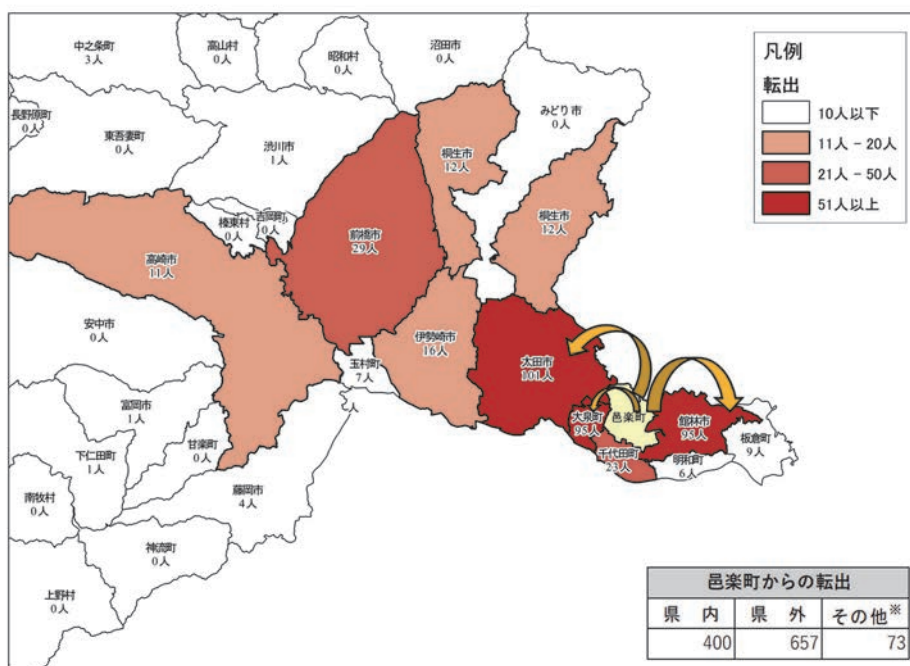 中之条町
3人
高山村
0人
昭和村
0人
沼田市
0人
長野原町
0人
東吾妻町
0人
渋川市
1人
みどり市
0人
桐生市
12人
桐生市
12人
榛東村
0人
吉岡町
0人
前橋市
29人
高崎市
11人
安中市
0人
伊勢崎市
16人
玉村町
7人
太田市
101人
富岡市
1人
甘楽町
0人
下仁田町
1人
大泉町
95人
邑楽町
館林市
95人
板倉町
9人
千代田町
23人
明和町
6人
南牧村
0人
藤岡市
4人
神流町
0人
上野村
0人
凡例
転出
10人以下
11人 - 20人
21人 - 50人
51人以上
邑楽町からの転出
県 内 県 外 その他※
400 657 73